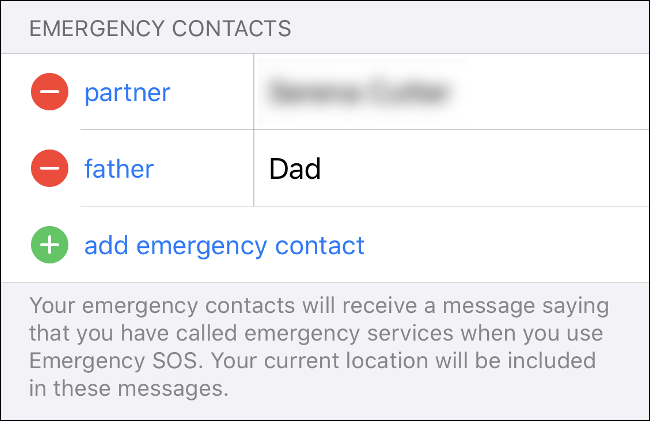 EMERGENCY CONTACTS
partner
father Dad
add emergency contact
Your emergency contacts will receive a message saying
that you have called emergency services when you use
Emergency SOS. Your current location will be included
in these messages.